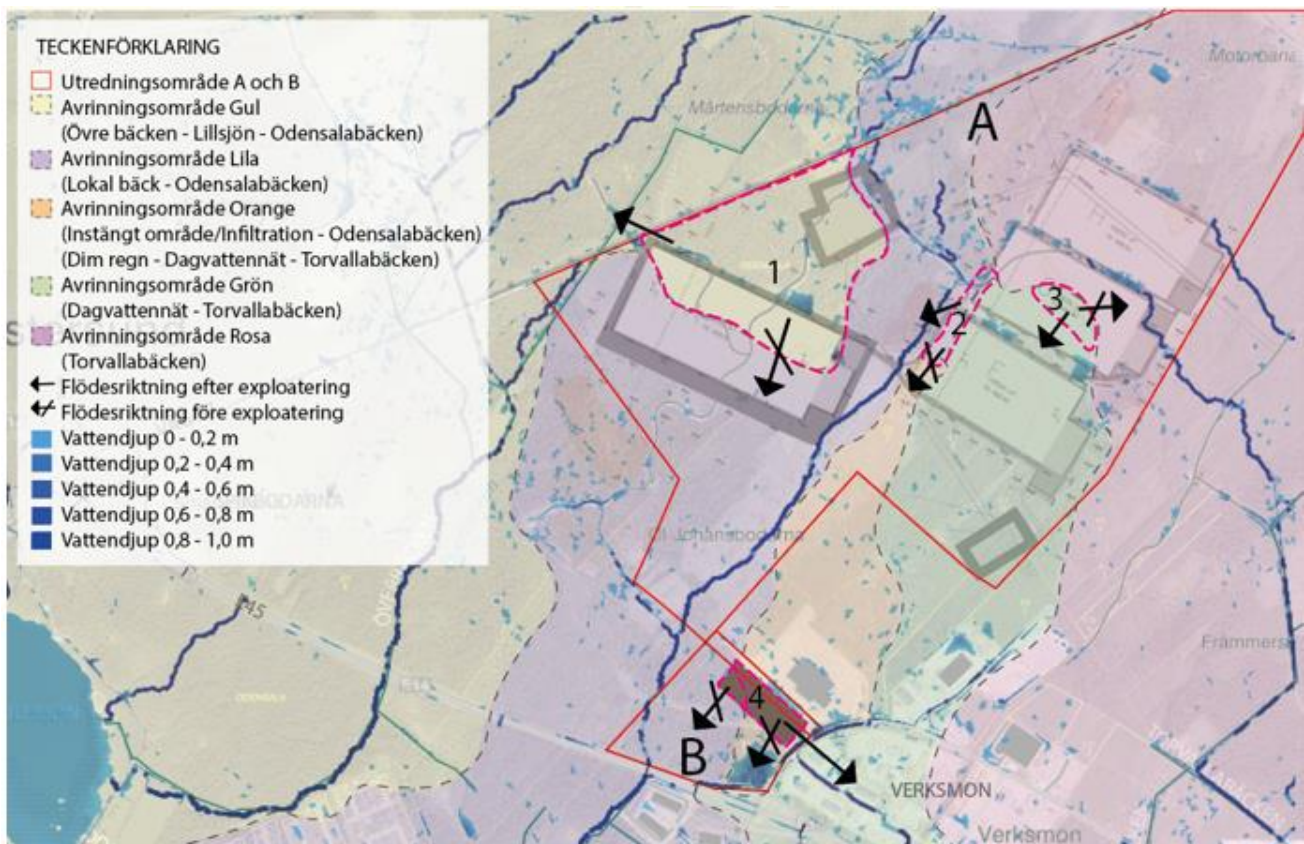 TECKENFÖRKLARING
Utredningsområde A och B
Avrinningsområde Gul
(Övre bäcken - Lillsjön - Odensalabäcken)
Avrinningsområde Lila
(Lokal bäck - Odensalabäcken)
Avrinningsområde Orange
(Instängt område/Infiltration - Odensalabäcken)
(Dim regn - Dagvattennät - Torvallabäcken)
Avrinningsområde Grön
(Dagvattennät - Torvallabäcken)
Avrinningsområde Rosa
(Torvallabäcken)
Flödesriktning efter exploatering
Flödesriktning före exploatering
Vattendjup 0 - 0,2 m
Vattendjup 0,2 - 0,4 m
Vattendjup 0,4 - 0,6 m
Vattendjup 0,6 - 0,8 m
Vattendjup 0,8 - 1,0 m
Motorbana
Mårtensbodarna
A
1
2
3
Johänsbodarna
E45
ODENSALA
4
B
VERKSMON
Verksmon